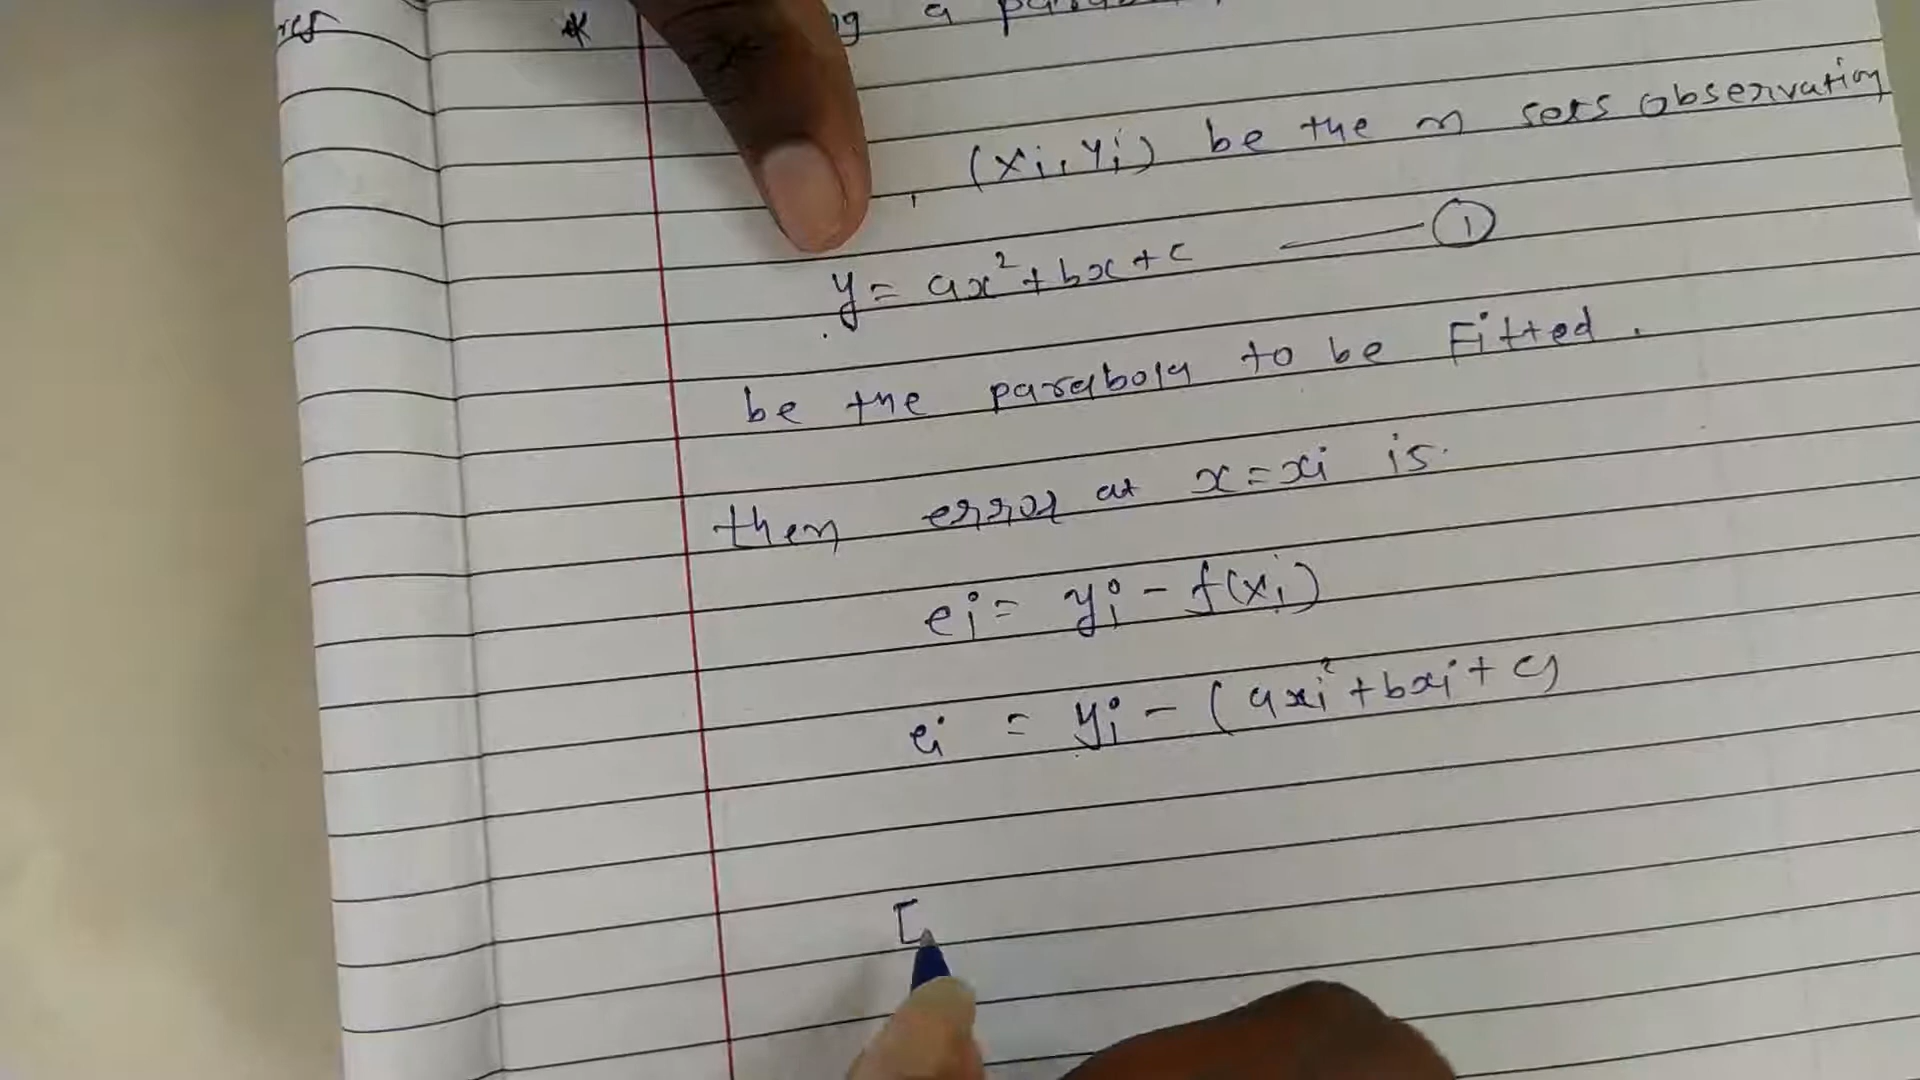 a
(xi, yi) be the n sets observation
y = ax² + bx + c —— ①
be the parabola to be Fitted.
then error at x = xi is.
ei = yi - f(xi)
ei = yi - (axi² + bxi + c)
[